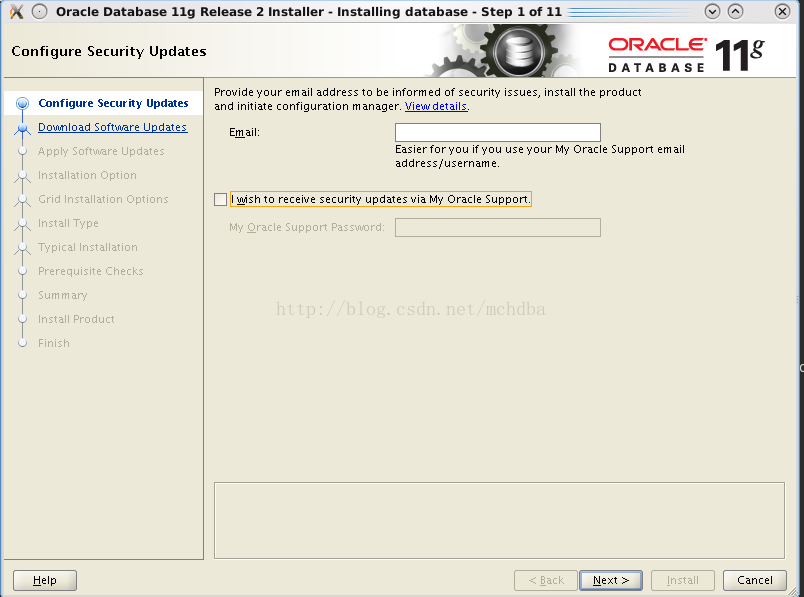 Oracle Database 11g Release 2 Installer - Installing database - Step 1 of 11
Configure Security Updates
ORACLE®
DATABASE
11g
Configure Security Updates
Download Software Updates
Apply Software Updates
Installation Option
Grid Installation Options
Install Type
Typical Installation
Prerequisite Checks
Summary
Install Product
Finish
Provide your email address to be informed of security issues, install the product
and initiate configuration manager. View details.
Email:
Easier for you if you use your My Oracle Support email
address/username.
I wish to receive security updates via My Oracle Support.
My Oracle Support Password:
http://blog.csdn.net/mchdba
Help
< Back
Next >
Install
Cancel